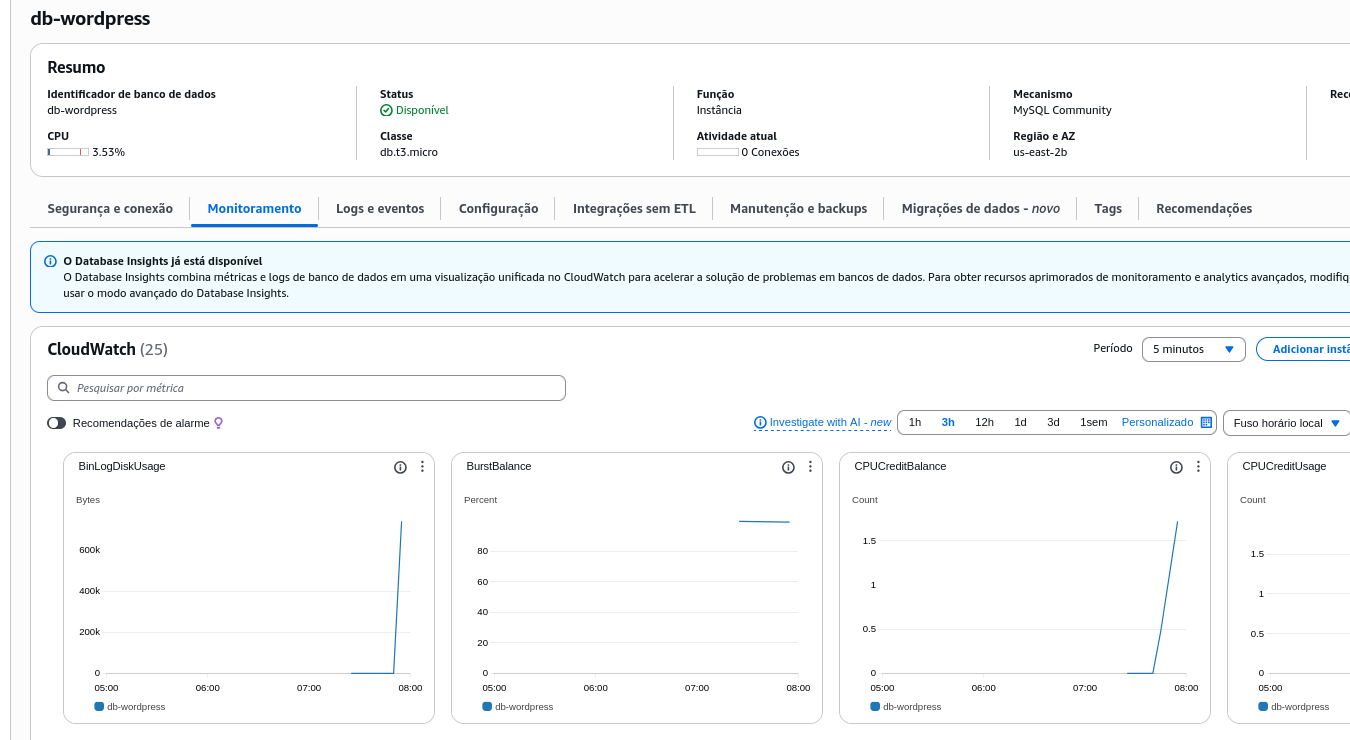 db-wordpress
Resumo
Identificador de banco de dados
db-wordpress
Status
Disponível
Função
Instância
Mecanismo
MySQL Community
Rec
CPU
3.53%
Classe
db.t3.micro
Atividade atual
0 Conexões
Região e AZ
us-east-2b
Segurança e conexão
Monitoramento
Logs e eventos
Configuração
Integrações sem ETL
Manutenção e backups
Migrações de dados - novo
Tags
Recomendações
O Database Insights já está disponível
O Database Insights combina métricas e logs de banco de dados em uma visualização unificada no CloudWatch para acelerar a solução de problemas em bancos de dados. Para obter recursos aprimorados de monitoramento e analytics avançados, modifiq
usar o modo avançado do Database Insights.
CloudWatch (25)
Período
5 minutos
Adicionar instâ
Pesquisar por métrica
Recomendações de alarme
Investigate with AI - new
1h 3h 12h 1d 3d 1sem Personalizado
Fuso horário local
BinLogDiskUsage
Bytes
600k
400k
200k
0
05:00 06:00 07:00 08:00
db-wordpress
BurstBalance
Percent
80
60
40
20
0
05:00 06:00 07:00 08:00
db-wordpress
CPUCreditBalance
Count
1.5
1
0.5
0
05:00 06:00 07:00 08:00
db-wordpress
CPUCreditUsage
Count
1.5
1
0.5
0
05:00
db-wordpress